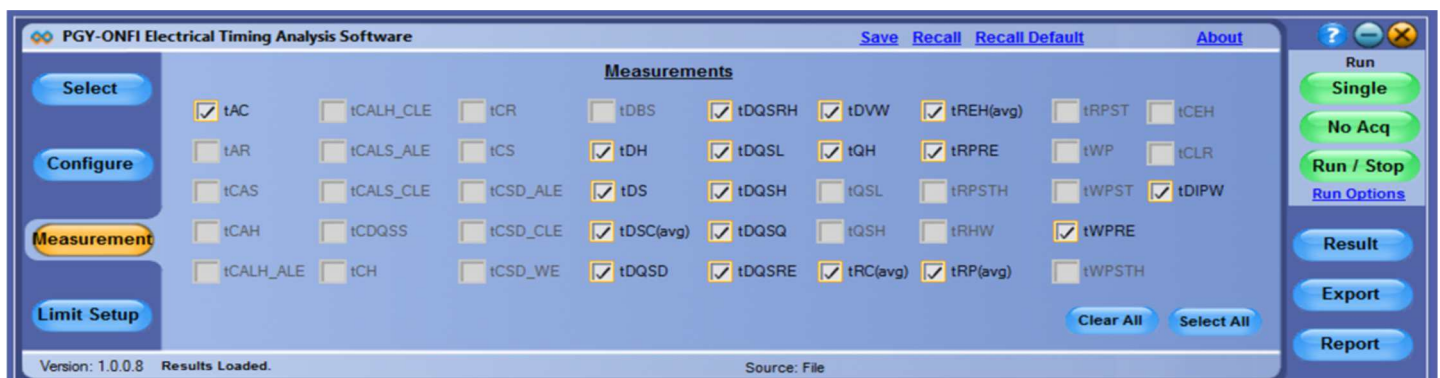 PGY-ONFI Electrical Timing Analysis Software Save Recall Recall Default About ?
Run
Select Measurements Single
tAC tCALH_CLE tCR tDBS tDQSRH tDVW tREH(avg) tRPST tCEH
No Acq
Configure tAR tCALS_ALE tCS tDH tDQSL tQH tRPRE tWP tCLR
Run / Stop
tCAS tCALS_CLE tCSD_ALE tDS tDQSH tQSL tRPSTH tWPST tDIPW
Run Options
Measurement tCAH tCDQSS tCSD_CLE tDSC(avg) tDQSQ tQSH tRHW tWPRE
Result
tCALH_ALE tCH tCSD_WE tDQSD tDQSRE tRC(avg) tRP(avg) tWPSTH
Export
Limit Setup Clear All Select All
Report
Version: 1.0.0.8 Results Loaded. Source: File